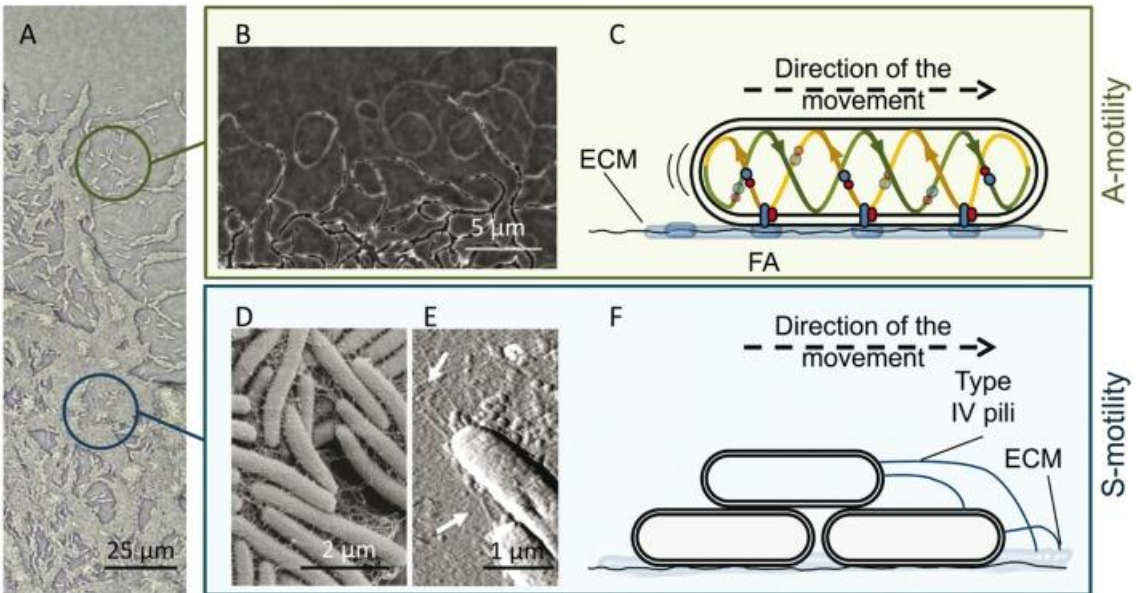 A
25 µm
B
5 µm
C
Direction of the
movement
ECM
FA
A-motility
D
2 µm
E
1 µm
F
Direction of the
movement
Type
IV pili
ECM
S-motility